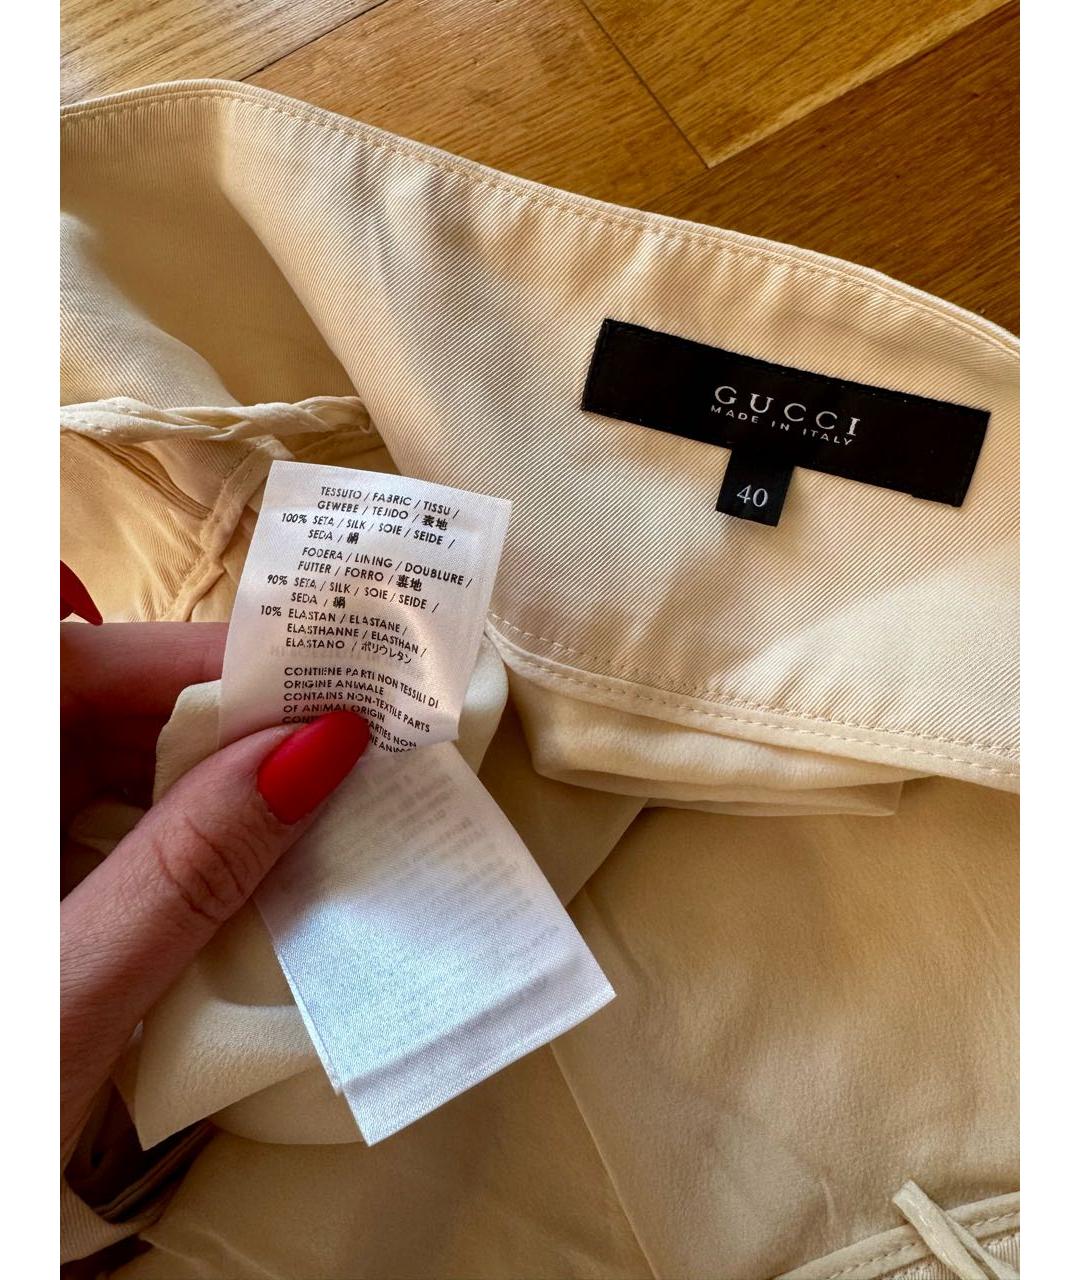 GUCCI
MADE IN ITALY
40
TESSUTO / FABRIC / TISSU /
GEWEBE / TEJIDO / 表地
100% SETA / SILK / SOIE / SEIDE /
SEDA / 絹
FODERA / LINING / DOUBLURE /
FUTTER / FORRO / 裏地
90% SETA / SILK / SOIE / SEIDE /
SEDA / 絹
10% ELASTAN / ELASTANE /
ELASTHANNE / ELASTHAN /
ELASTANO / ポリウレタン
CONTIENE PARTI NON TESSILI DI
ORIGINE ANIMALE
CONTAINS NON-TEXTILE PARTS
OF ANIMAL ORIGIN
PARTIES NON